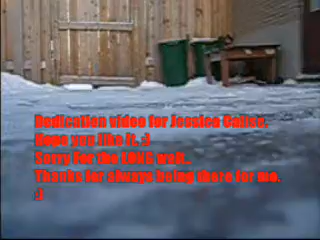 Dedication video for Jessica
Hope you like it. :)
Sorry For the LONG wait..
Thanks for always being there for me.
:)